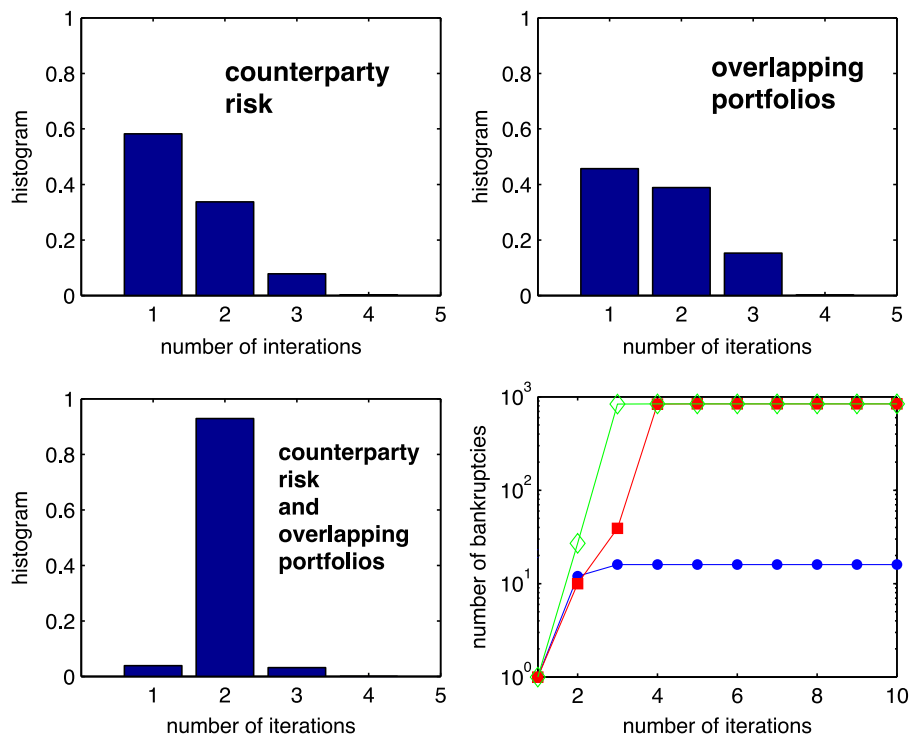 counterparty
risk
histogram
1
0.8
0.6
0.4
0.2
0
1 2 3 4 5
number of interations
overlapping
portfolios
histogram
1
0.8
0.6
0.4
0.2
0
1 2 3 4 5
number of iterations
counterparty
risk
and
overlapping
portfolios
histogram
1
0.8
0.6
0.4
0.2
0
1 2 3 4 5
number of iterations
number of bankruptcies
10³
10²
10¹
10⁰
2 4 6 8 10
number of iterations